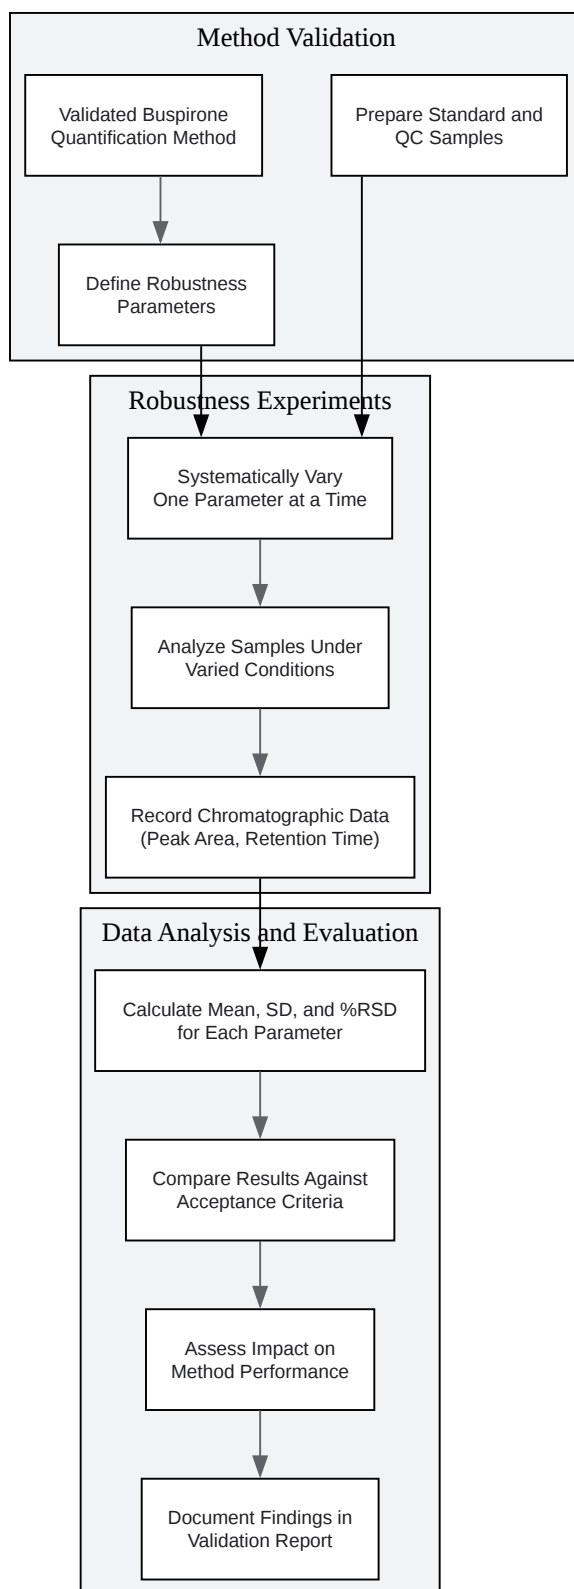 Method Validation
Validated Buspirone
Quantification Method
Prepare Standard and
QC Samples
Define Robustness
Parameters
Robustness Experiments
Systematically Vary
One Parameter at a Time
Analyze Samples Under
Varied Conditions
Record Chromatographic Data
(Peak Area, Retention Time)
Data Analysis and Evaluation
Calculate Mean, SD, and %RSD
for Each Parameter
Compare Results Against
Acceptance Criteria
Assess Impact on
Method Performance
Document Findings in
Validation Report